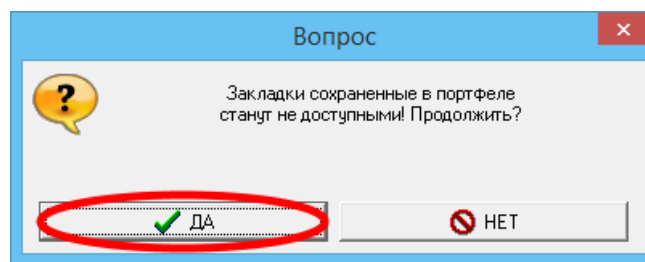 Вопрос
Закладки сохраненные в портфеле
станут не доступными! Продолжить?
ДА
НЕТ